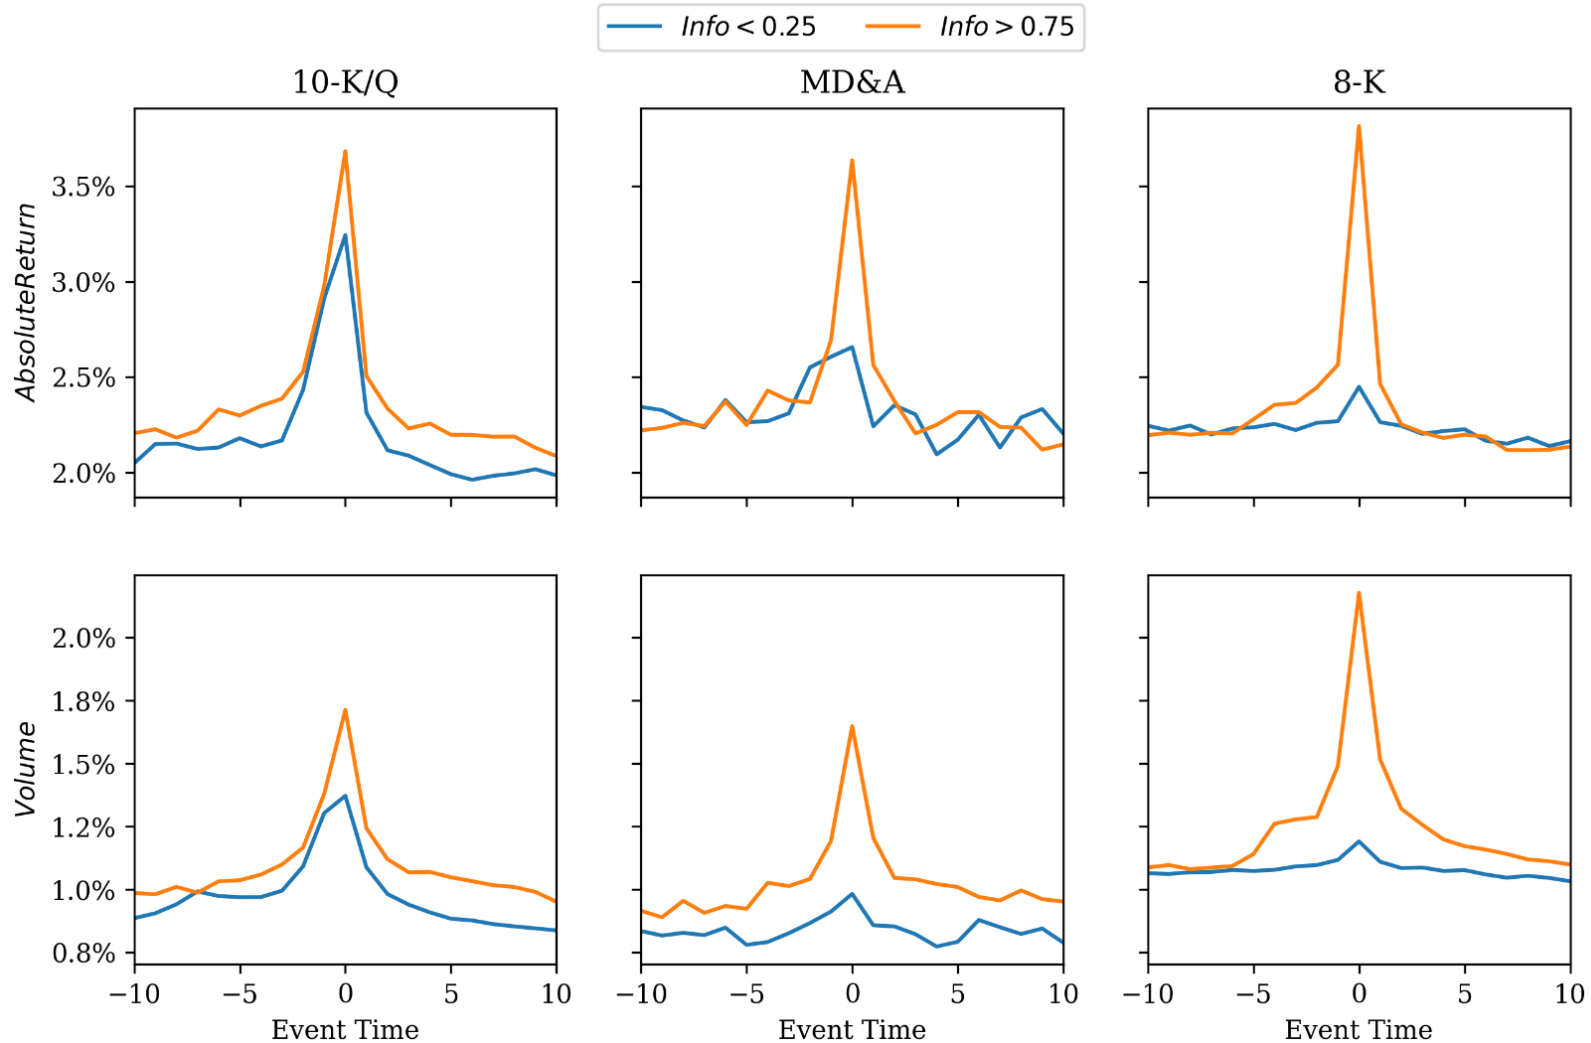 Info < 0.25 Info > 0.75
10-K/Q MD&A 8-K
AbsoluteReturn
3.5%
3.0%
2.5%
2.0%
−10 −5 0 5 10 −10 −5 0 5 10 −10 −5 0 5 10
Volume
2.0%
1.8%
1.5%
1.2%
1.0%
0.8%
Event Time Event Time Event Time